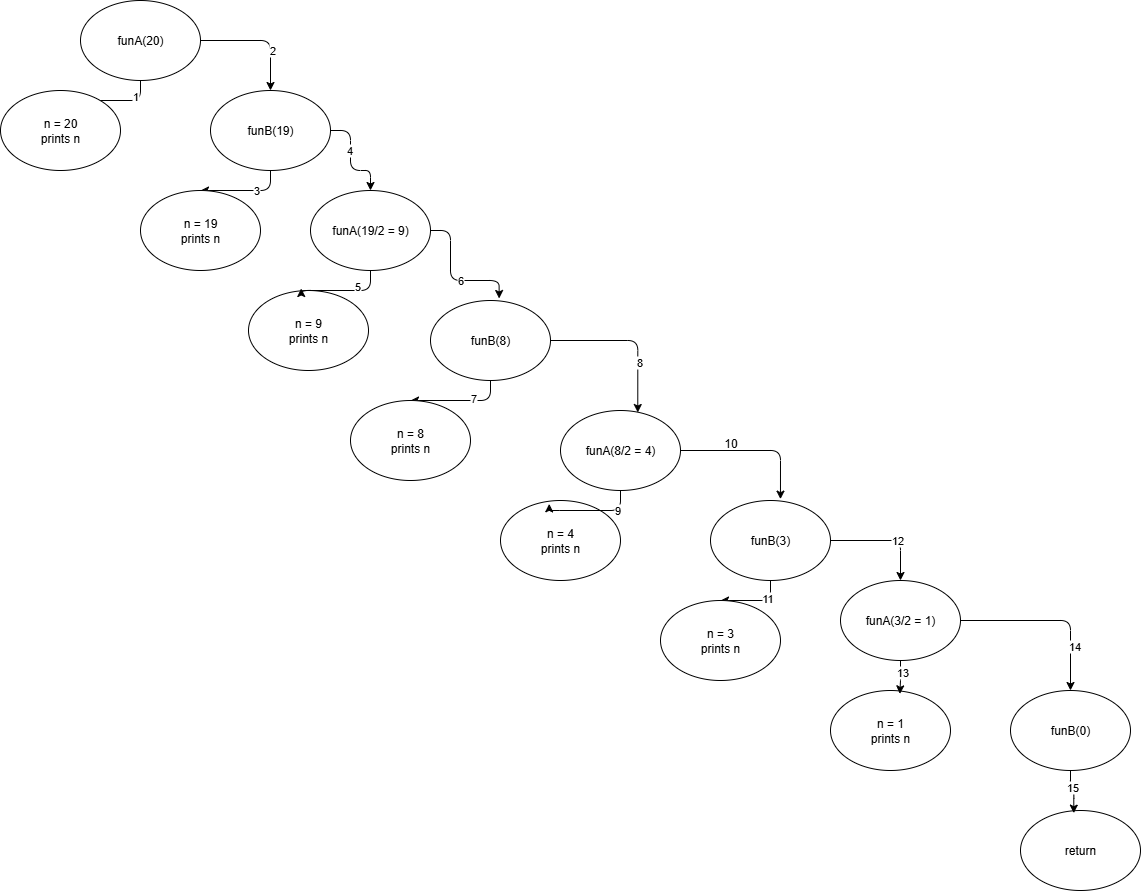 funA(20)
2
1
n = 20
prints n
funB(19)
4
3
n = 19
prints n
funA(19/2 = 9)
6
5
n = 9
prints n
funB(8)
8
7
n = 8
prints n
funA(8/2 = 4)
10
9
n = 4
prints n
funB(3)
12
11
n = 3
prints n
funA(3/2 = 1)
14
13
n = 1
prints n
funB(0)
15
return